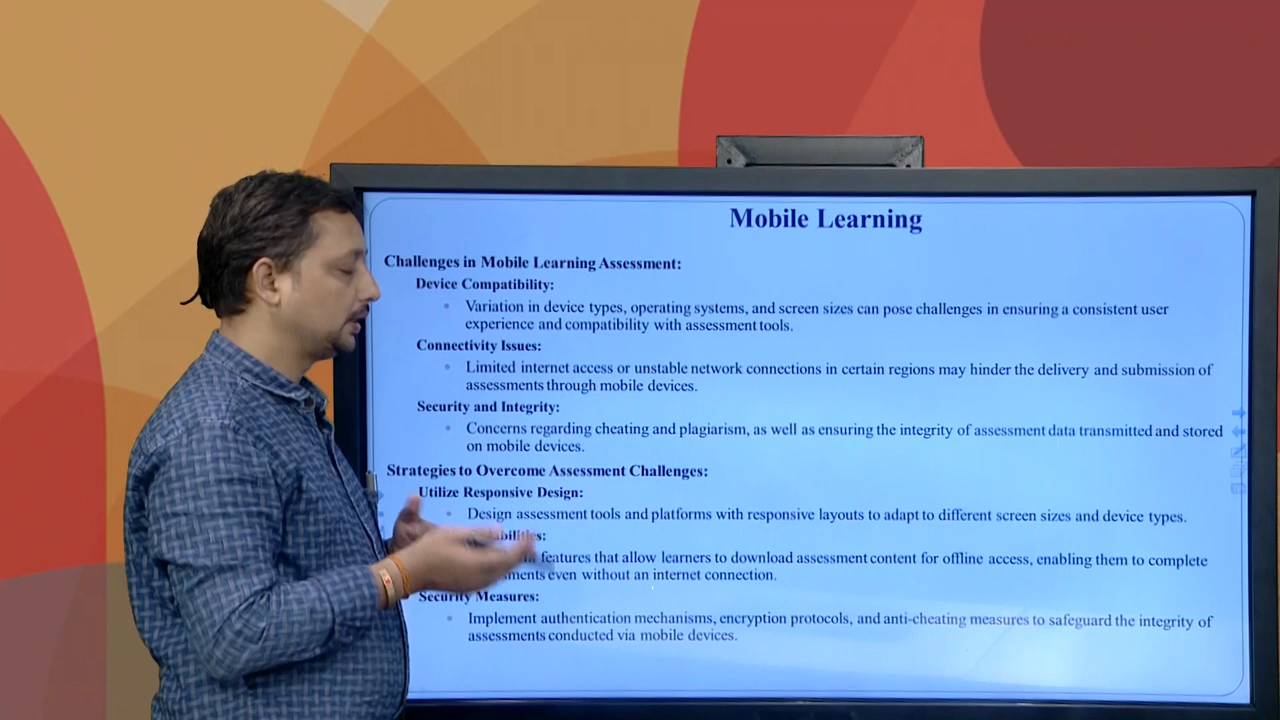 Mobile Learning
Challenges in Mobile Learning Assessment:
Device Compatibility:
Variation in device types, operating systems, and screen sizes can pose challenges in ensuring a consistent user
experience and compatibility with assessment tools.
Connectivity Issues:
Limited internet access or unstable network connections in certain regions may hinder the delivery and submission of
assessments through mobile devices.
Security and Integrity:
Concerns regarding cheating and plagiarism, as well as ensuring the integrity of assessment data transmitted and stored
on mobile devices.
Strategies to Overcome Assessment Challenges:
Utilize Responsive Design:
Design assessment tools and platforms with responsive layouts to adapt to different screen sizes and device types.
features that allow learners to download assessment content for offline access, enabling them to complete
even without an internet connection.
Security Measures:
Implement authentication mechanisms, encryption protocols, and anti-cheating measures to safeguard the integrity of
assessments conducted via mobile devices.